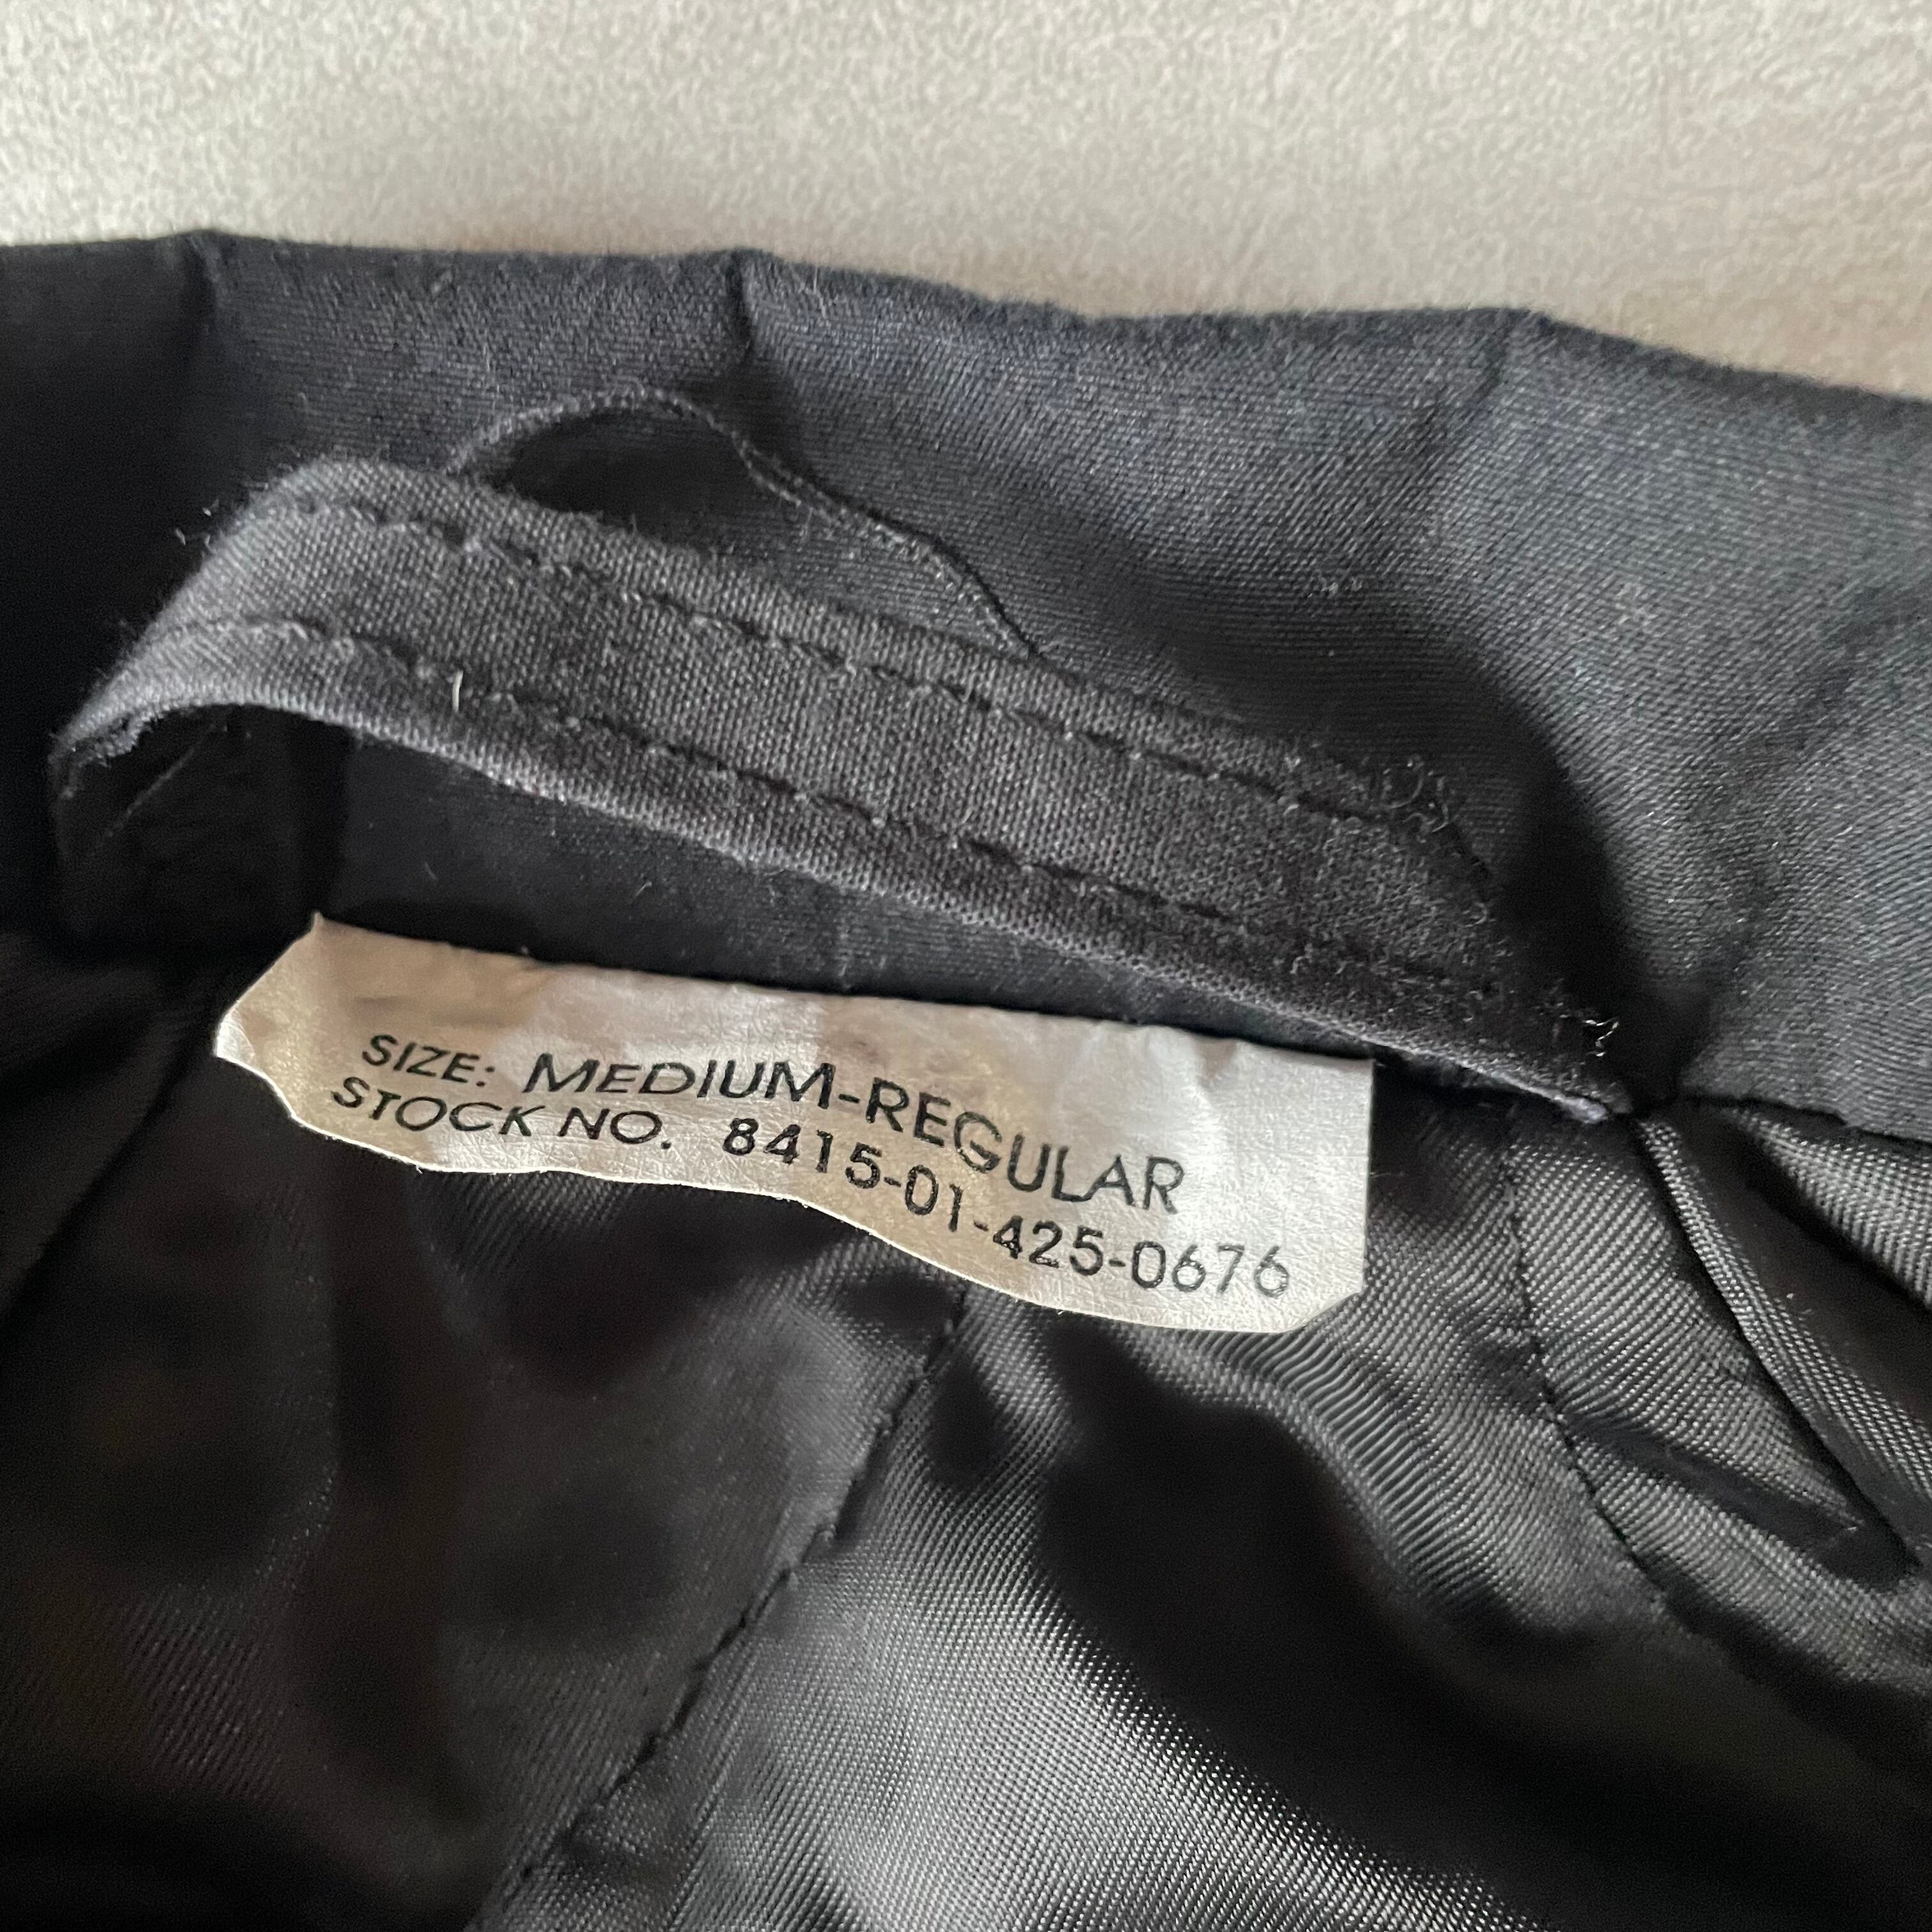 SIZE: MEDIUM-REGULAR
STOCK NO. 8415-01-425-0676